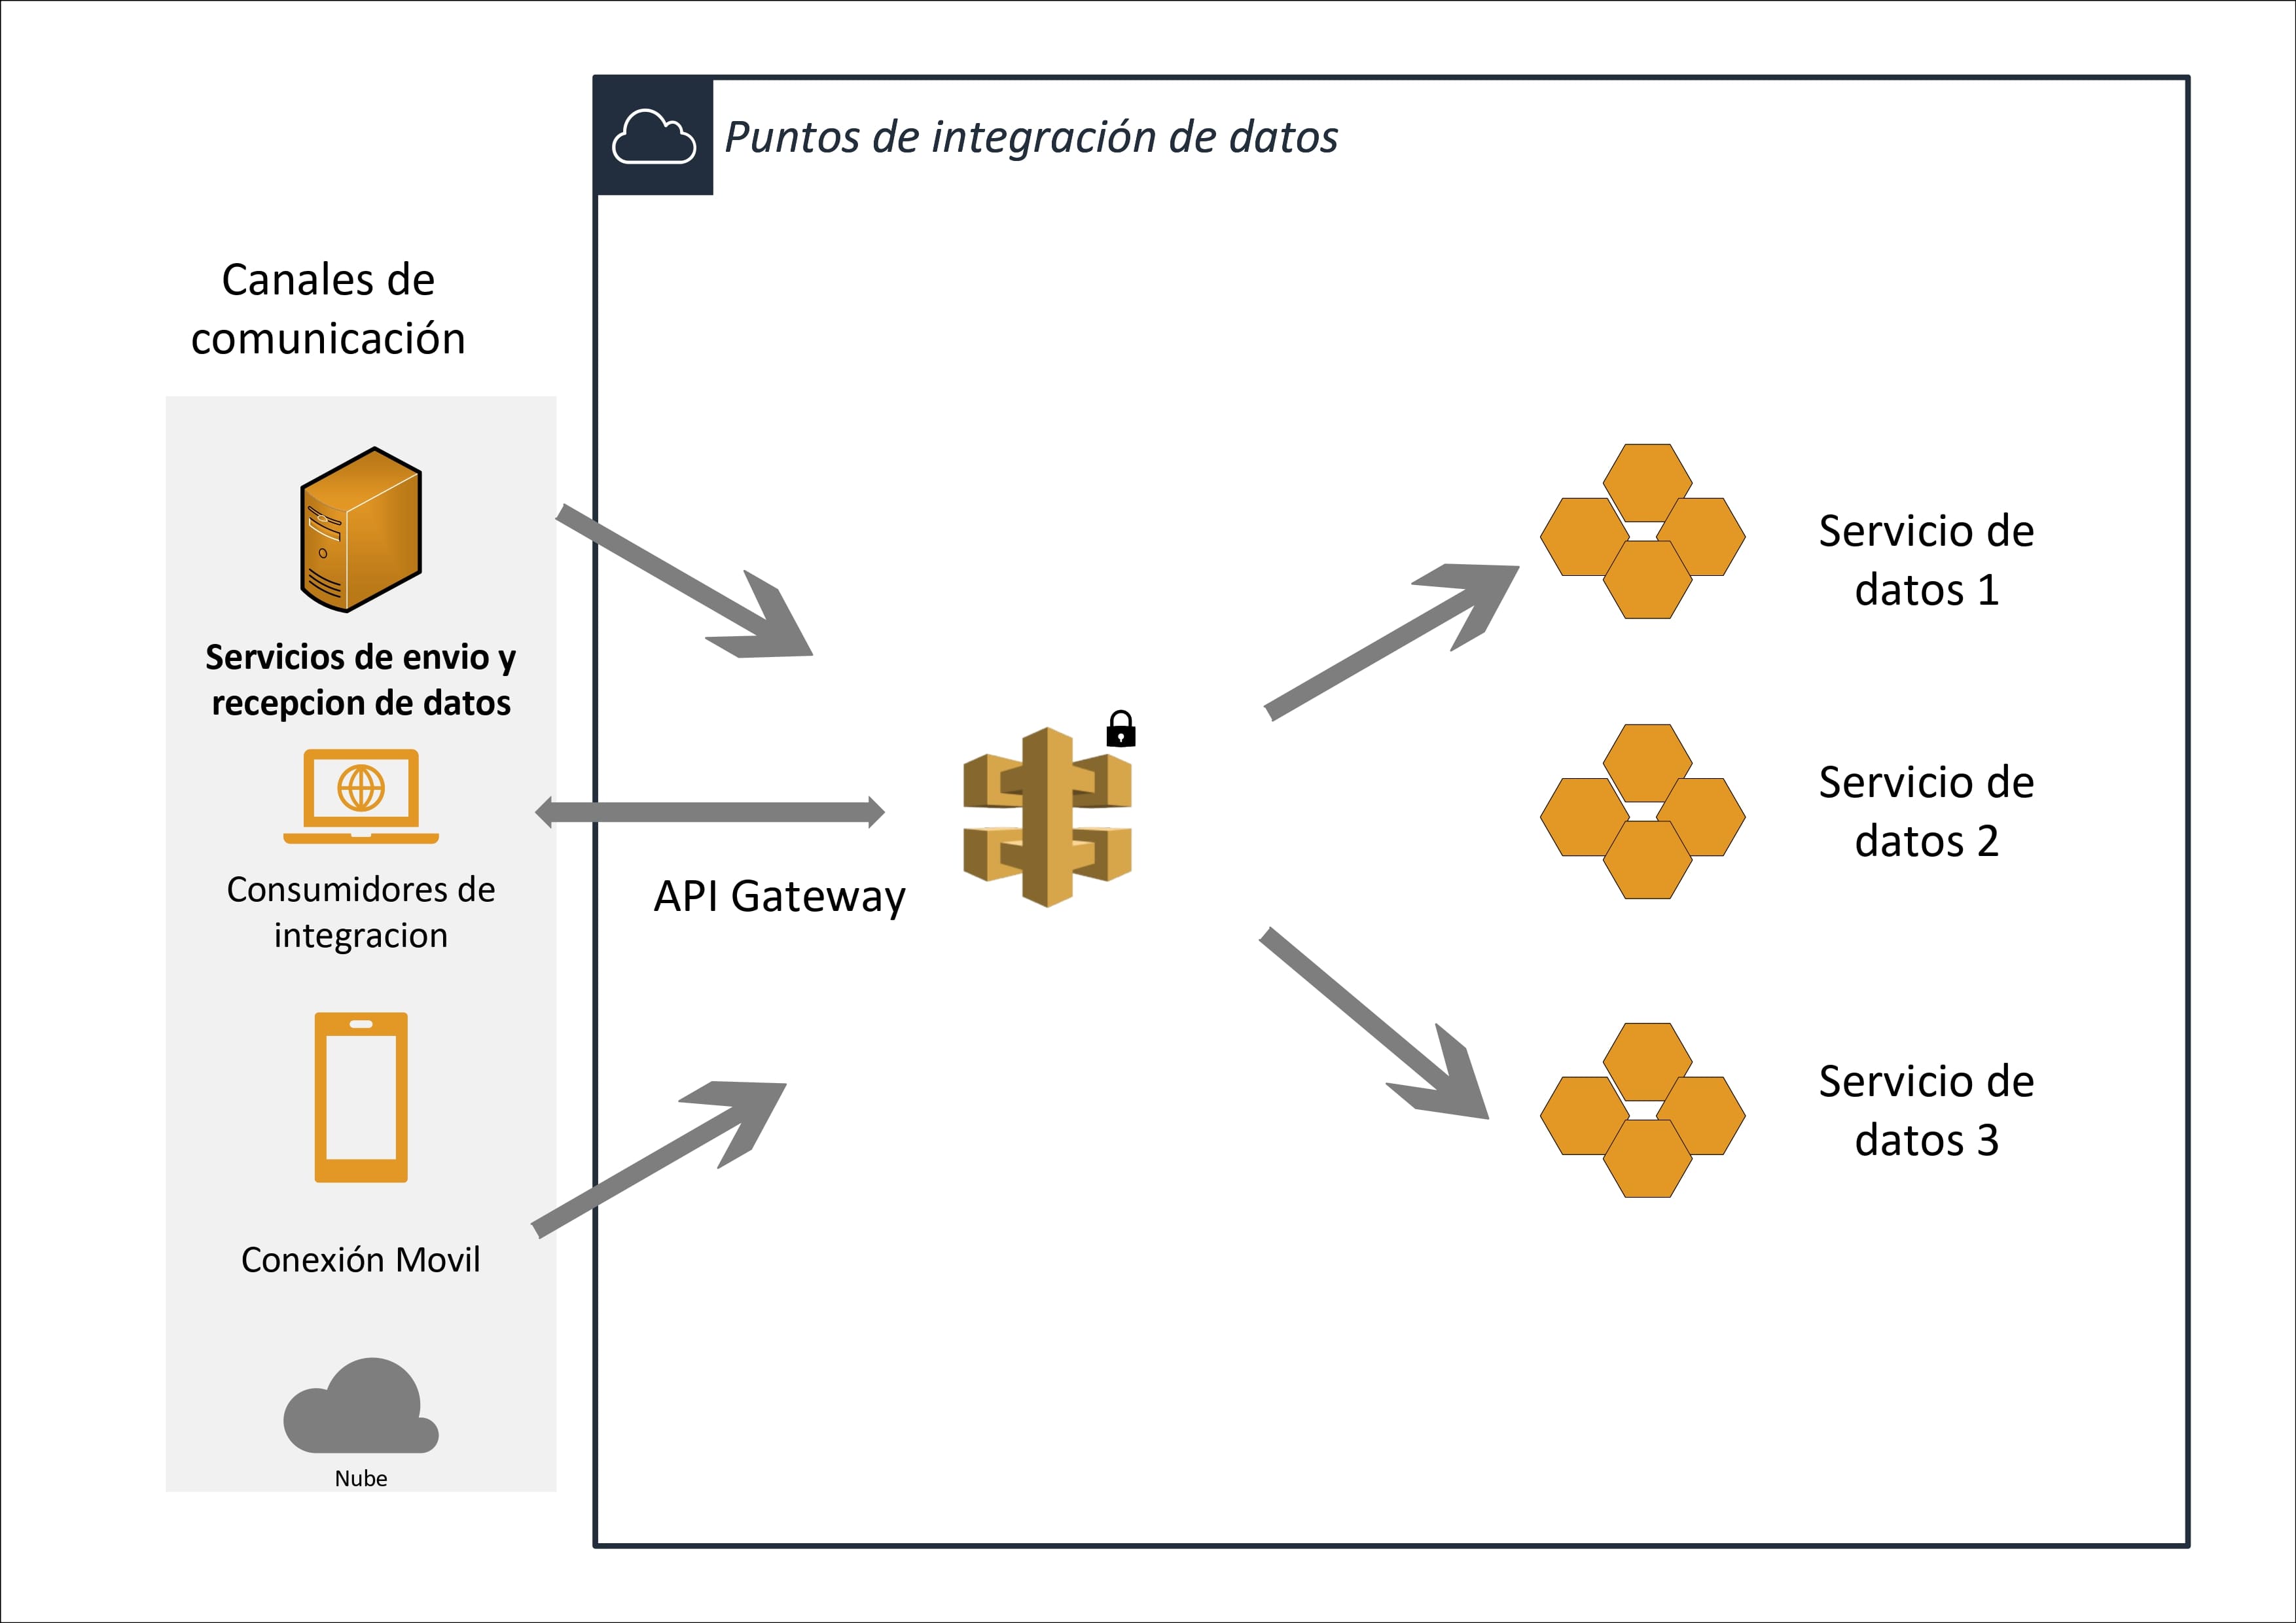 Puntos de integración de datos
Canales de
comunicación
Servicios de envio y
recepcion de datos
Consumidores de
integracion
Conexión Movil
Nube
API Gateway
Servicio de
datos 1
Servicio de
datos 2
Servicio de
datos 3